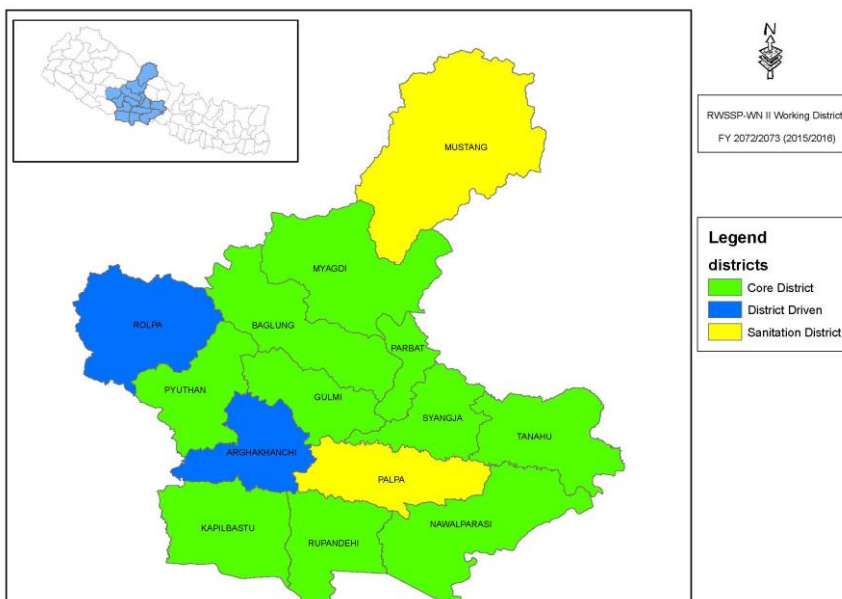 N
RWSSP-WN II Working District
FY 2072/2073 (2015/2016)
MUSTANG
Legend
districts
Core District
District Driven
Sanitation District
MYAGDI
ROLPA
BAGLUNG
PARBAT
PYUTHAN
GULMI
SYANGJA
TANAHU
ARGHAKHANCHI
PALPA
KAPILBASTU
RUPANDEHI
NAWALPARASI